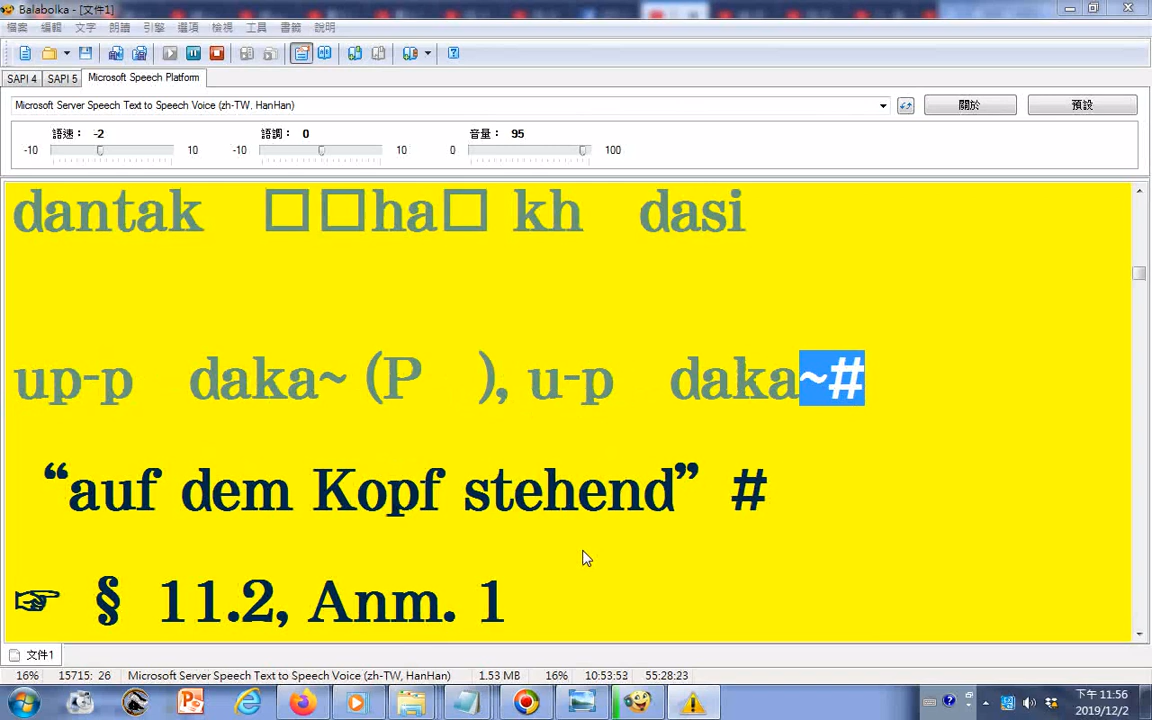 Balabolka - [文件1]
檔案 編輯 文字 朗讀 引擎 選項 檢視 工具 書籤 說明
SAPI 4 SAPI 5 Microsoft Speech Platform
Microsoft Server Speech Text to Speech Voice (zh-TW, HanHan) 關於 預設
語速： -2 語調： 0 音量： 95
-10 10 -10 10 0 100
dantak □□ha□ kh dasi
up-p daka~ (P ), u-p daka~#
“auf dem Kopf stehend” #
☞ § 11.2, Anm. 1
文件1
16% 15715: 26 Microsoft Server Speech Text to Speech Voice (zh-TW, HanHan) 1.53 MB 16% 10:53:52 55:28:23
下午 11:56
2019/12/2